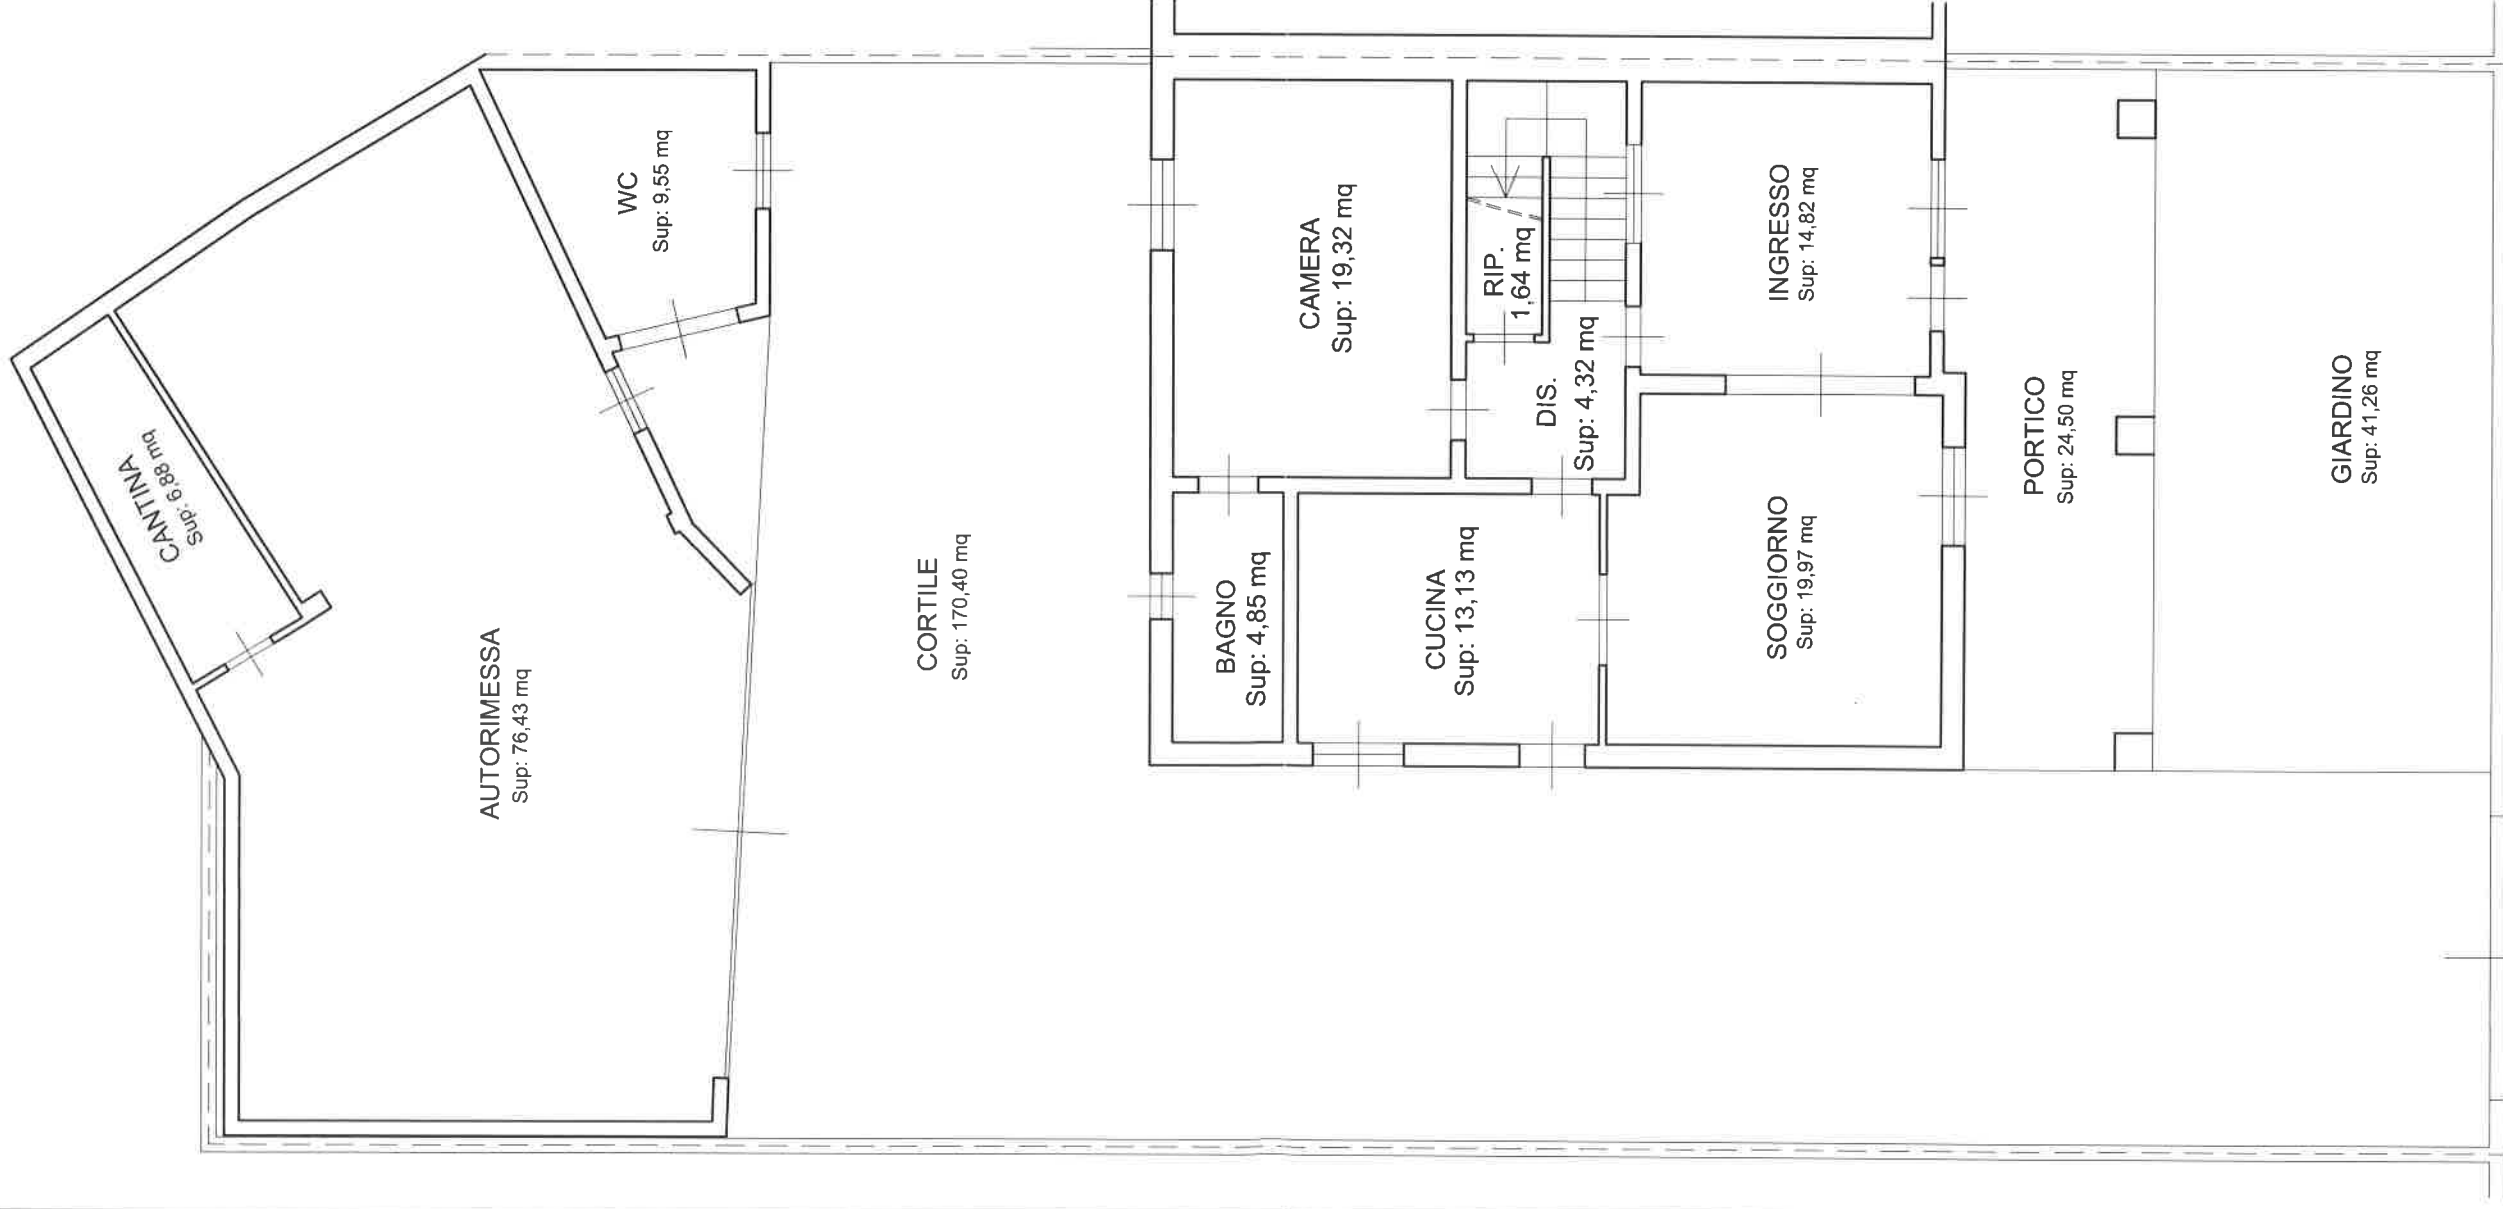 CANTINA
Sup: 6,88 mq
AUTORIMESSA
Sup: 76,43 mq
WC
Sup: 9,55 mq
CORTILE
Sup: 170,40 mq
BAGNO
Sup: 4,85 mq
CAMERA
Sup: 19,32 mq
CUCINA
Sup: 13,13 mq
RIP.
1,64 mq
DIS.
Sup: 4,32 mq
INGRESSO
Sup: 14,82 mq
SOGGIORNO
Sup: 19,97 mq
PORTICO
Sup: 24,50 mq
GIARDINO
Sup: 41,26 mq